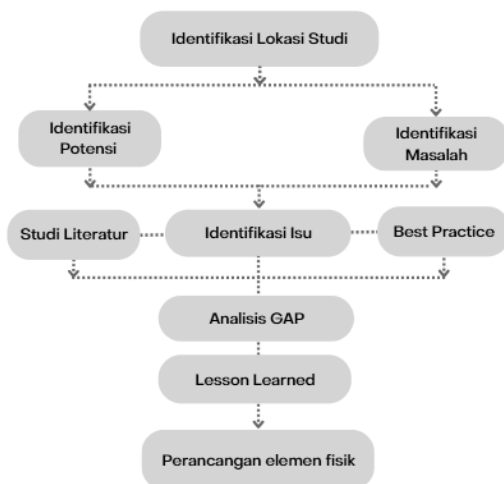 Identifikasi Lokasi Studi
Identifikasi
Potensi
Identifikasi
Masalah
Studi Literatur
Identifikasi Isu
Best Practice
Analisis GAP
Lesson Learned
Perancangan elemen fisik